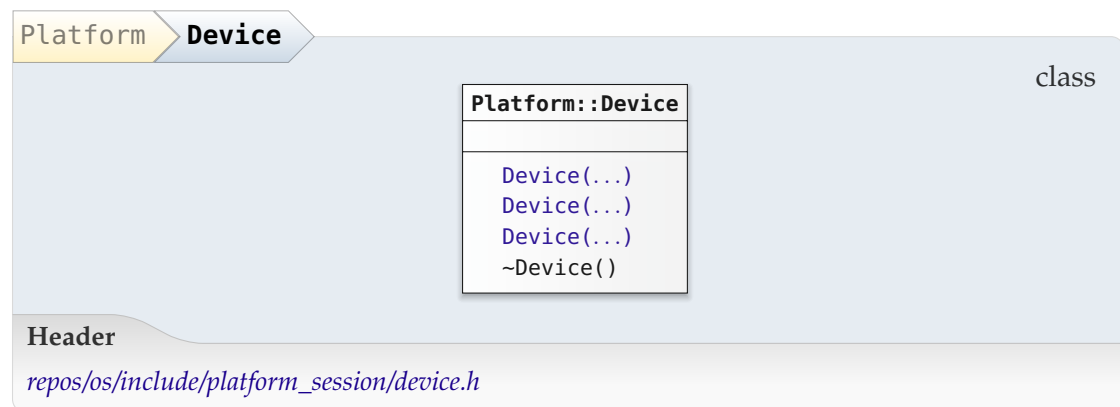 Platform Device
class
Platform::Device
Device(...)
Device(...)
Device(...)
~Device()
Header
repos/os/include/platform_session/device.h